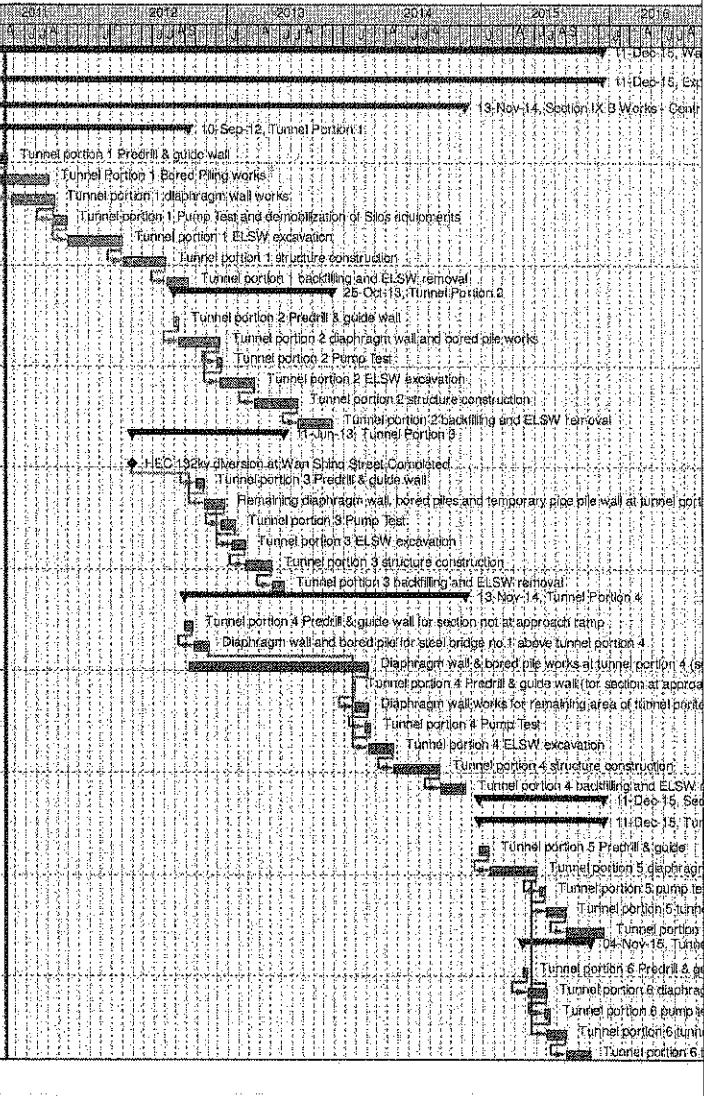 2011 2012 2013 2014 2015 2016
11-Dec-15, Wa
11-Dec-15, Exp
13-Nov-14, Section IX B Works - Contr
10-Sep-12, Tunnel Portion 1
Tunnel portion 1 Predrill & guide wall
Tunnel Portion 1 Bored Piling works
Tunnel portion 1 diaphragm wall works
Tunnel portion 1 Pump Test and demobilization of Silos equipments
Tunnel portion 1 ELSW excavation
Tunnel portion 1 structure construction
Tunnel portion 1 backfilling and ELSW removal
25-Oct-13, Tunnel Portion 2
Tunnel portion 2 Predrill & guide wall
Tunnel portion 2 diaphragm wall and bored pile works
Tunnel portion 2 Pump Test
Tunnel portion 2 ELSW excavation
Tunnel portion 2 structure construction
Tunnel portion 2 backfilling and ELSW removal
11-Jun-13, Tunnel Portion 3
HEC 132kv diversion at Wan Shing Street Completed
Tunnel portion 3 Predrill & guide wall
Remaining diaphragm wall, bored piles and temporary pipe pile wall at tunnel port
Tunnel portion 3 Pump Test
Tunnel portion 3 ELSW excavation
Tunnel portion 3 structure construction
Tunnel portion 3 backfilling and ELSW removal
13-Nov-14, Tunnel Portion 4
Tunnel portion 4 Predrill & guide wall for section not at approach ramp
Diaphragm wall and bored pile for steel bridge no.1 above tunnel portion 4
Diaphragm wall & bored pile works at tunnel portion 4 (se
Tunnel portion 4 Predrill & guide wall (for section at approa
Diaphragm wall works for remaining area of tunnel portio
Tunnel portion 4 Pump Test
Tunnel portion 4 ELSW excavation
Tunnel portion 4 structure construction
Tunnel portion 4 backfilling and ELSW r
11-Dec-15, Sec
11-Dec-15, Tun
Tunnel portion 5 Predrill & guide
Tunnel portion 5 diaphragm
Tunnel portion 5 pump te
Tunnel portion 5 tunne
Tunnel portion
04-Nov-15, Tunne
Tunnel portion 6 Predrill & gu
Tunnel portion 6 diaphrag
Tunnel portion 6 pump te
Tunnel portion 6 tunne
Tunnel portion 6 t